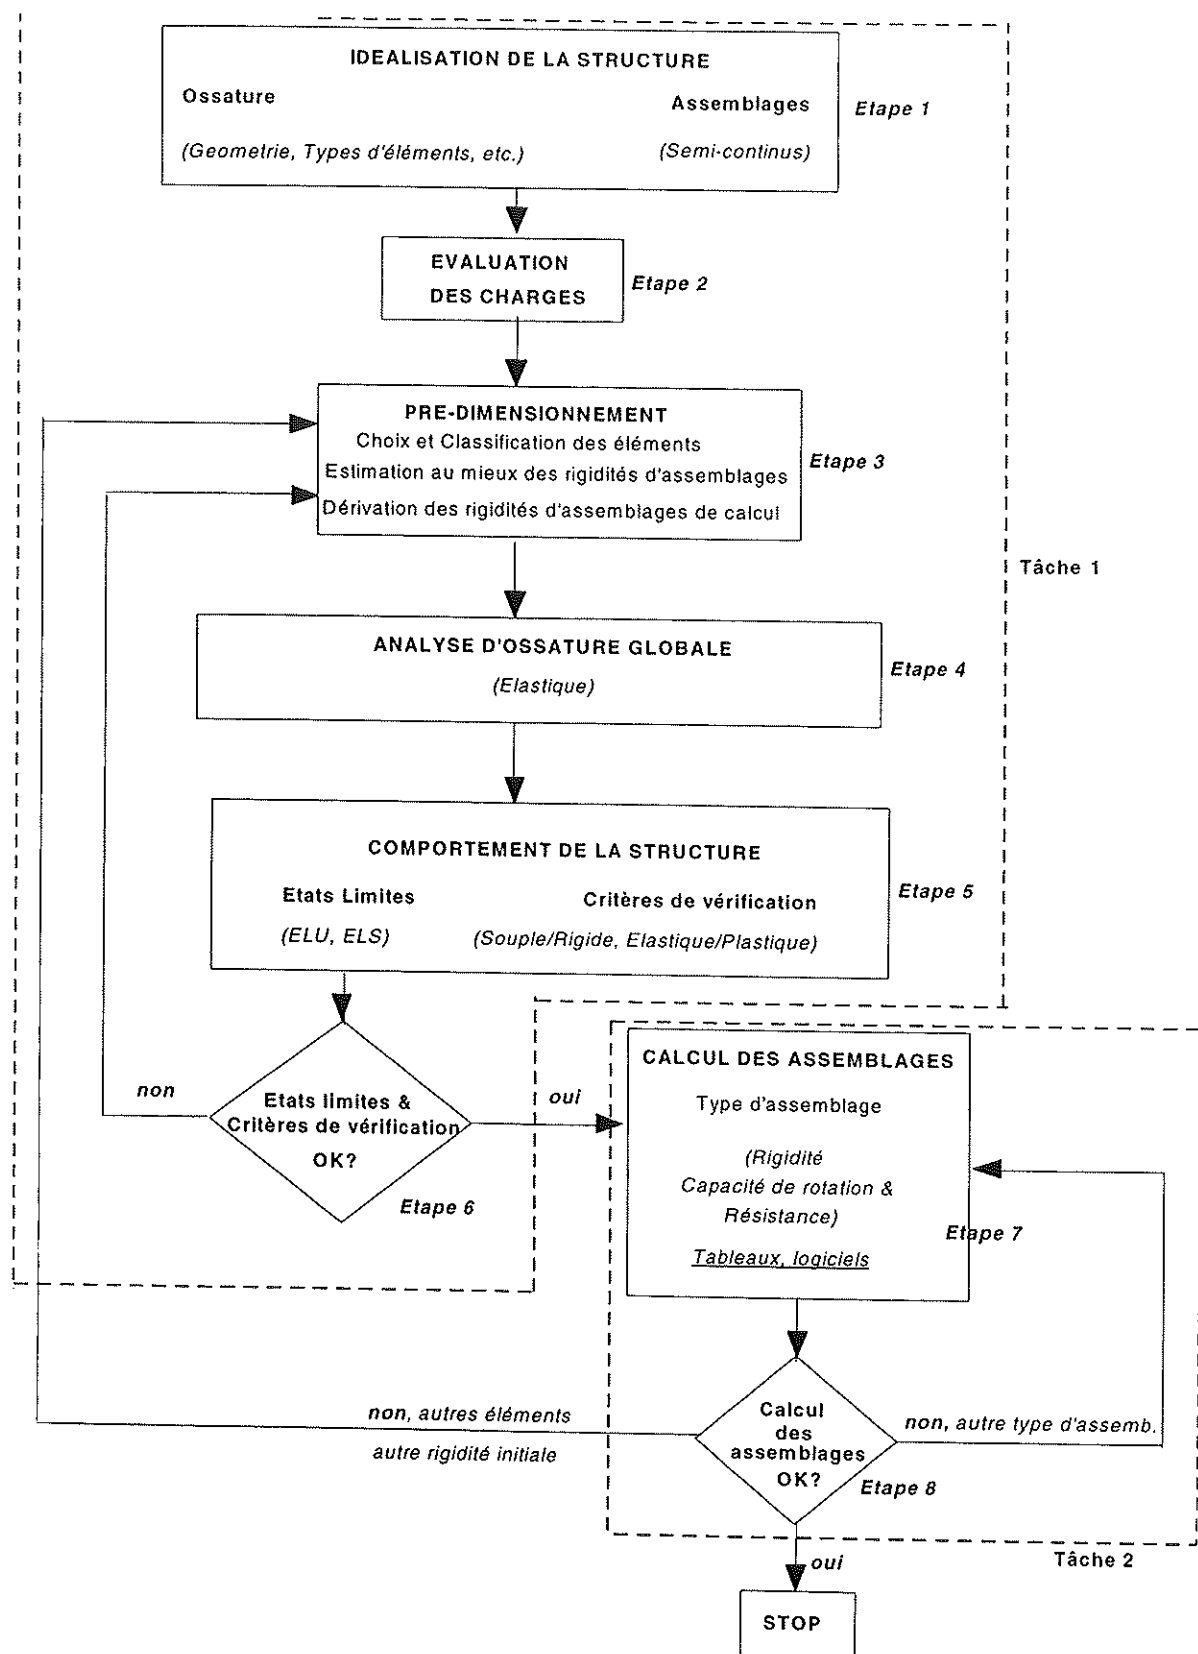 IDEALISATION DE LA STRUCTURE
Ossature
Assemblages
Etape 1
(Geometrie, Types d'éléments, etc.)
(Semi-continus)
EVALUATION
DES CHARGES
Etape 2
PRE-DIMENSIONNEMENT
Choix et Classification des éléments
Estimation au mieux des rigidités d'assemblages
Dérivation des rigidités d'assemblages de calcul
Etape 3
Tâche 1
ANALYSE D'OSSATURE GLOBALE
(Elastique)
Etape 4
COMPORTEMENT DE LA STRUCTURE
Etats Limites
Critères de vérification
(ELU, ELS)
(Souple/Rigide, Elastique/Plastique)
Etape 5
non
Etats limites &
Critères de vérification
OK?
Etape 6
oui
CALCUL DES ASSEMBLAGES
Type d'assemblage
(Rigidité
Capacité de rotation &
Résistance)
Etape 7
Tableaux, logiciels
non, autres éléments
autre rigidité initiale
Calcul
des
assemblages
OK?
non, autre type d'assemb.
Etape 8
Tâche 2
oui
STOP